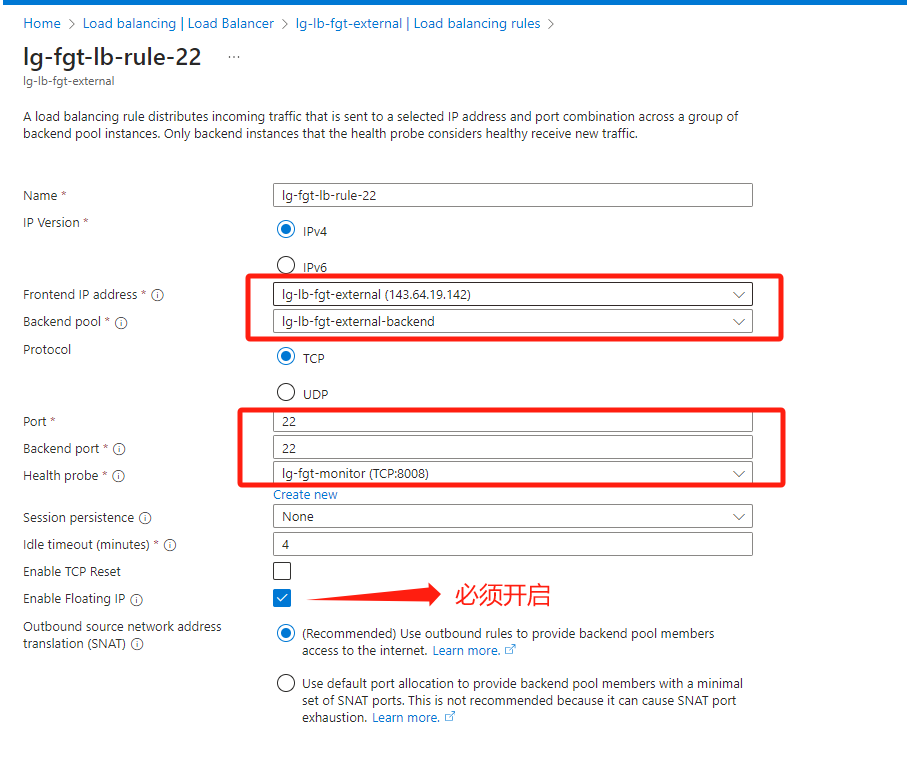 Home > Load balancing | Load Balancer > lg-lb-fgt-external | Load balancing rules >
lg-fgt-lb-rule-22 ...
lg-lb-fgt-external
A load balancing rule distributes incoming traffic that is sent to a selected IP address and port combination across a group of
backend pool instances. Only backend instances that the health probe considers healthy receive new traffic.
Name * lg-fgt-lb-rule-22
IP Version * IPv4
IPv6
Frontend IP address * lg-lb-fgt-external (143.64.19.142)
Backend pool * lg-lb-fgt-external-backend
Protocol TCP
UDP
Port * 22
Backend port * 22
Health probe * lg-fgt-monitor (TCP:8008)
Create new
Session persistence None
Idle timeout (minutes) * 4
Enable TCP Reset
Enable Floating IP 必须开启
Outbound source network address
translation (SNAT)
(Recommended) Use outbound rules to provide backend pool members
access to the internet. Learn more.
Use default port allocation to provide backend pool members with a minimal
set of SNAT ports. This is not recommended because it can cause SNAT port
exhaustion. Learn more.